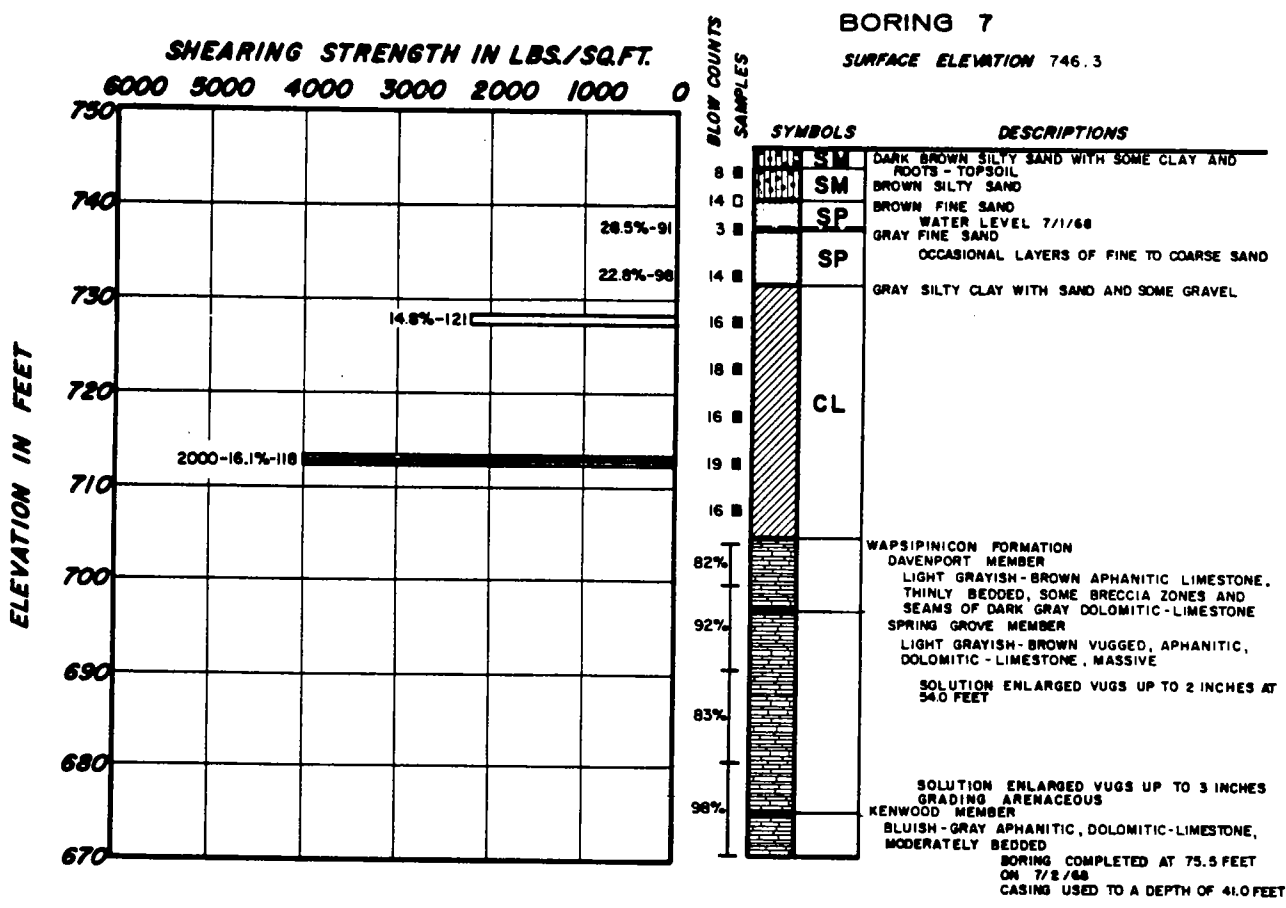 BORING 7
SURFACE ELEVATION 746.3
SHEARING STRENGTH IN LBS./SQ.FT.
6000 5000 4000 3000 2000 1000 0
BLOW COUNTS
SAMPLES
SYMBOLS
DESCRIPTIONS
ELEVATION IN FEET
750
740
730
720
710
700
690
680
670
28.5%-91
22.8%-98
14.8%-121
2000-16.1%-118
8
14
3
14
16
18
16
19
16
82%
92%
83%
98%
SM
SM
SP
SP
CL
DARK BROWN SILTY SAND WITH SOME CLAY AND
ROOTS - TOPSOIL
BROWN SILTY SAND
BROWN FINE SAND
WATER LEVEL 7/1/68
GRAY FINE SAND
OCCASIONAL LAYERS OF FINE TO COARSE SAND
GRAY SILTY CLAY WITH SAND AND SOME GRAVEL
WAPSIPINICON FORMATION
DAVENPORT MEMBER
LIGHT GRAYISH-BROWN APHANITIC LIMESTONE,
THINLY BEDDED, SOME BRECCIA ZONES AND
SEAMS OF DARK GRAY DOLOMITIC-LIMESTONE
SPRING GROVE MEMBER
LIGHT GRAYISH-BROWN VUGGED, APHANITIC,
DOLOMITIC-LIMESTONE, MASSIVE
SOLUTION ENLARGED VUGS UP TO 2 INCHES AT
54.0 FEET
SOLUTION ENLARGED VUGS UP TO 3 INCHES
GRADING ARENACEOUS
KENWOOD MEMBER
BLUISH-GRAY APHANITIC, DOLOMITIC-LIMESTONE,
MODERATELY BEDDED
BORING COMPLETED AT 75.5 FEET
ON 7/2/68
CASING USED TO A DEPTH OF 41.0 FEET